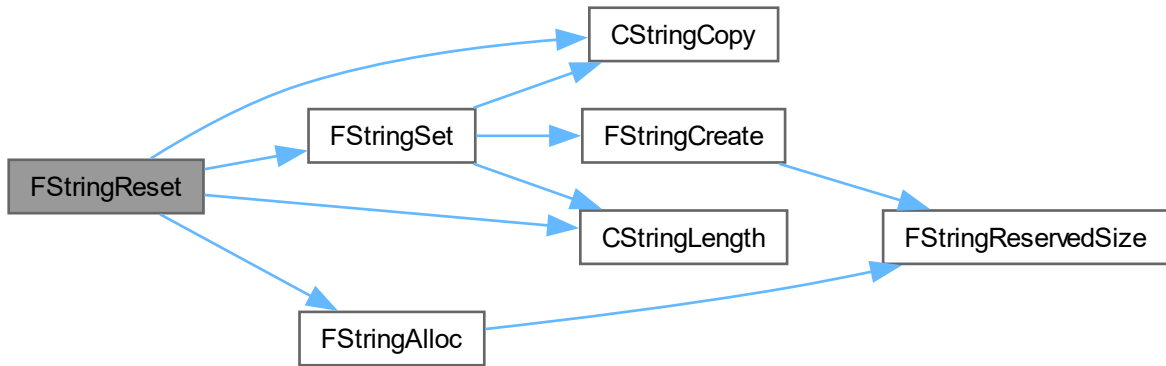 CStringCopy
FStringSet
FStringCreate
FStringReset
CStringLength
FStringReservedSize
FStringAlloc